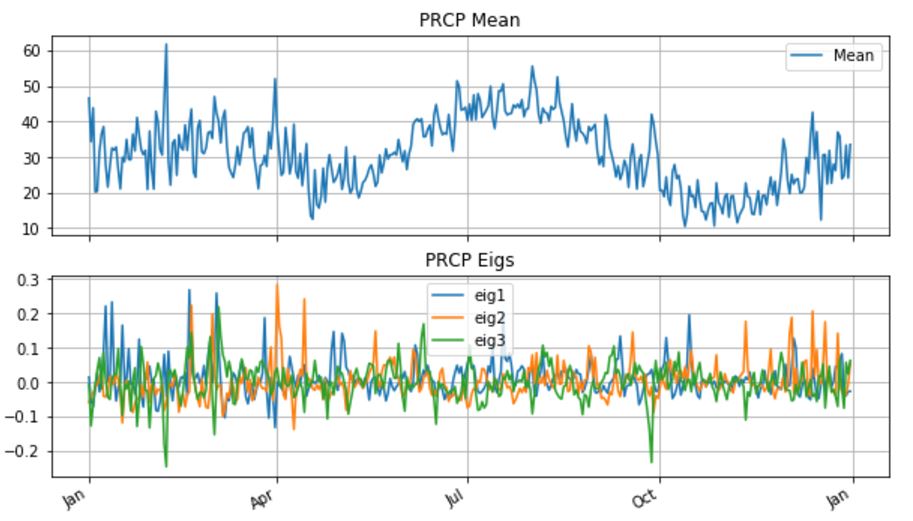 PRCP Mean
60
50
40
30
20
10
Mean
PRCP Eigs
0.3
0.2
0.1
0.0
−0.1
−0.2
eig1
eig2
eig3
Jan
Apr
Jul
Oct
Jan